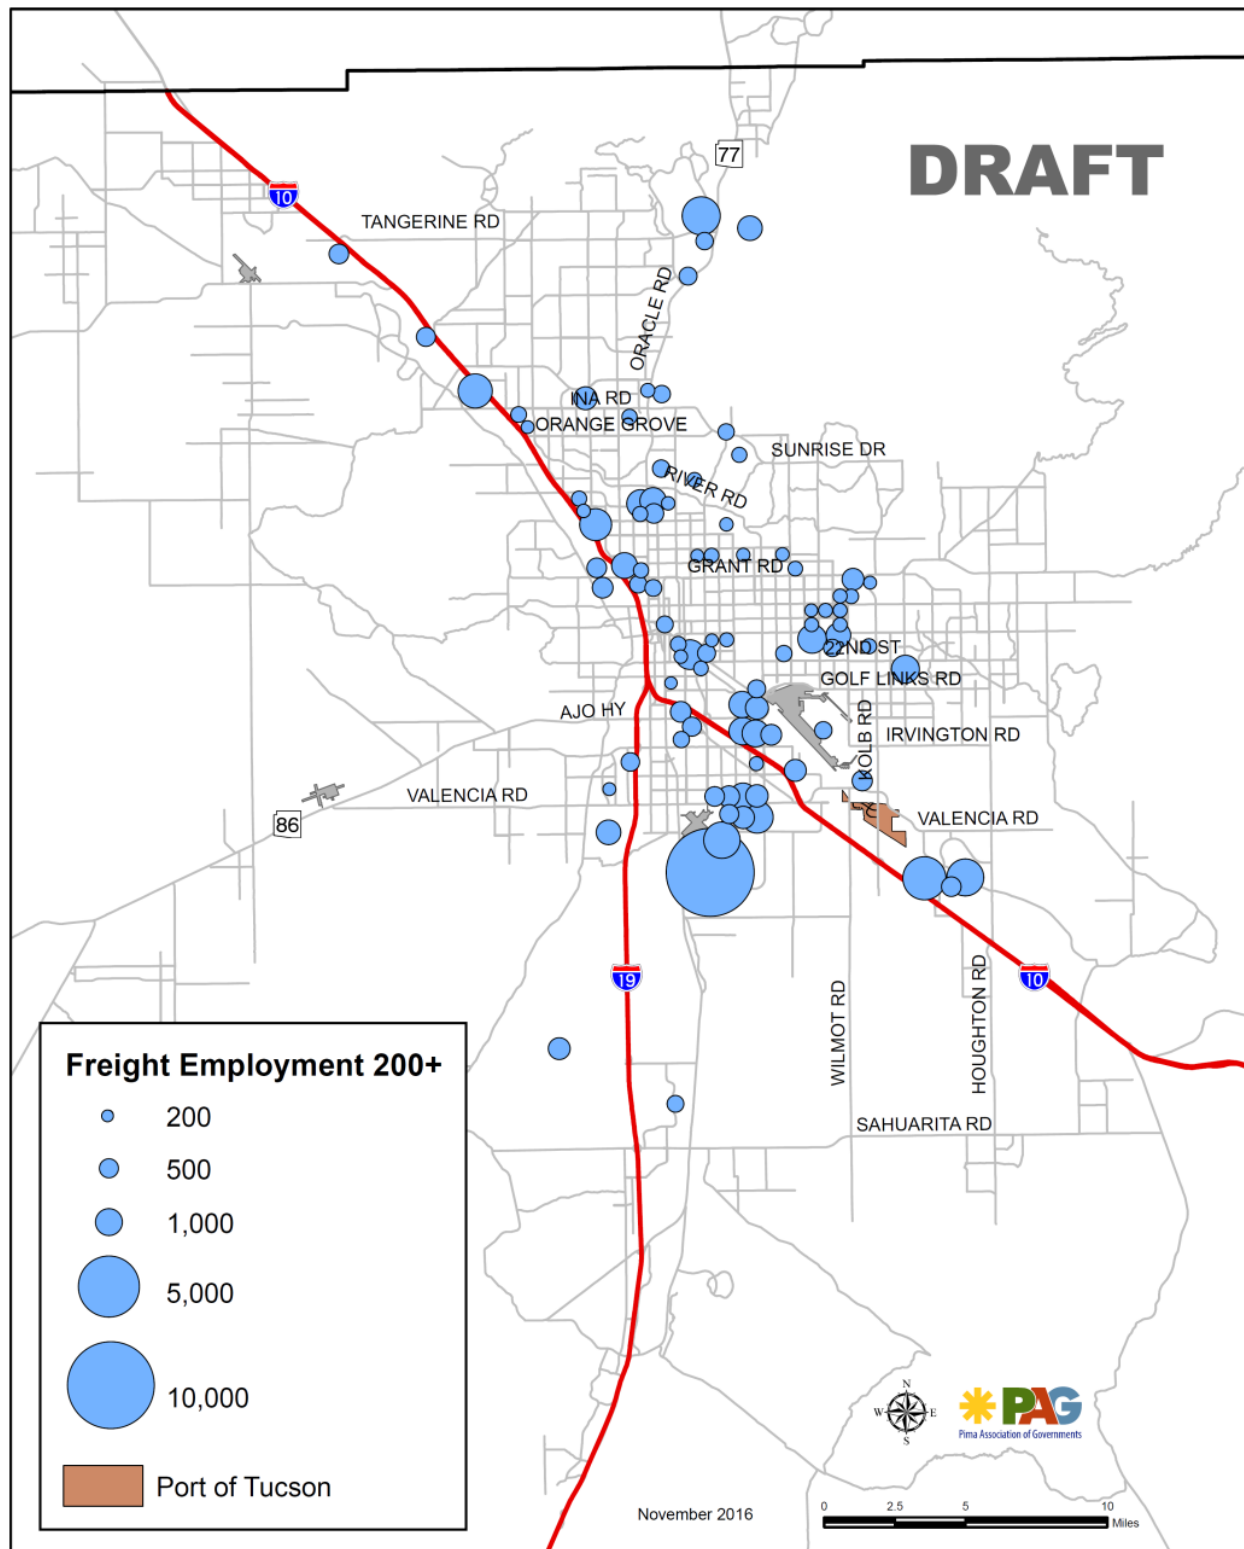 77
DRAFT
10
TANGERINE RD
ORACLE RD
INA RD
ORANGE GROVE
SUNRISE DR
RIVER RD
GRANT RD
22ND ST
GOLF LINKS RD
AJO HY
KOLB RD
IRVINGTON RD
VALENCIA RD
86
VALENCIA RD
19
WILMOT RD
HOUGHTON RD
10
SAHUARITA RD
Freight Employment 200+
200
500
1,000
5,000
10,000
Port of Tucson
N
W E
S
PAG
Pima Association of Governments
November 2016
0 2.5 5 10
Miles